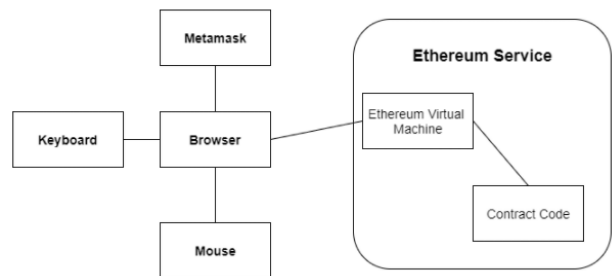 Metamask
Ethereum Service
Ethereum Virtual
Machine
Keyboard
Browser
Contract Code
Mouse